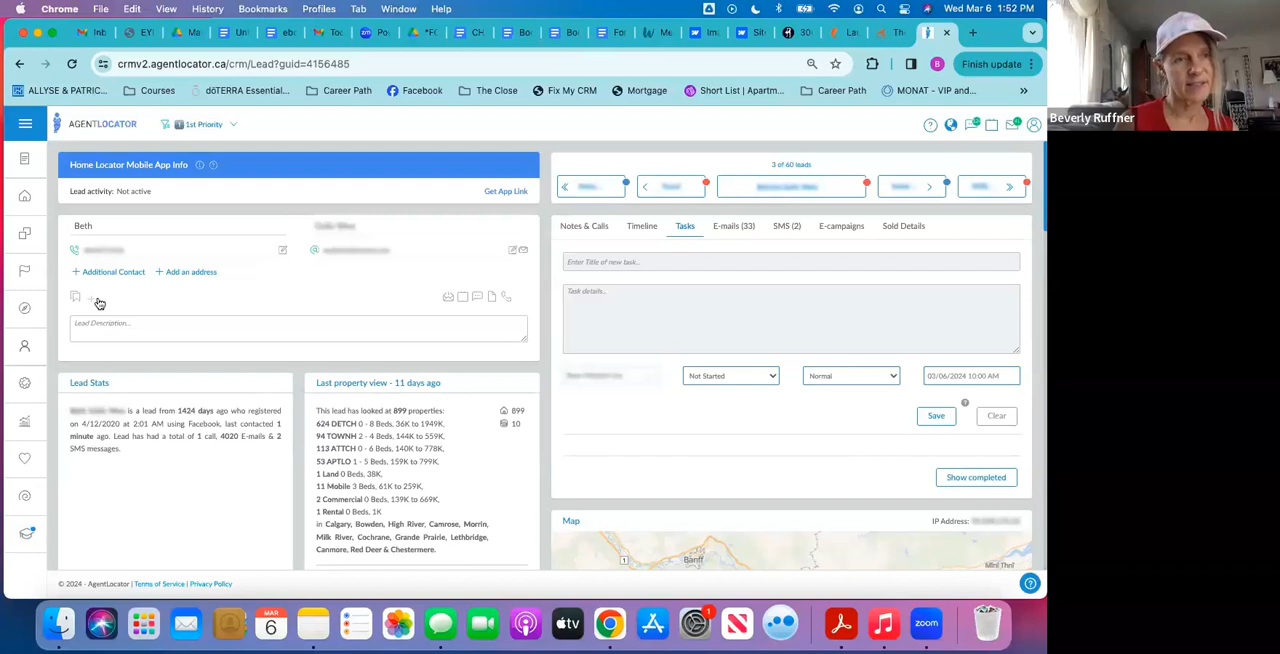 Chrome File Edit View History Bookmarks Profiles Tab Window Help Wed Mar 6 1:52 PM
crmv2.agentlocator.ca/crm/Lead?guid=4156485
Finish update
ALLYSE & PATRIC... Courses dōTERRA Essential... Career Path Facebook The Close Fix My CRM Mortgage Short List | Apartm... Career Path MONAT - VIP and... »
Beverly Ruffner
AGENTLOCATOR 1st Priority
Home Locator Mobile App Info
Lead activity: Not active Get App Link
Beth
+ Additional Contact + Add an address
Lead Description...
Lead Stats
is a lead from 1424 days ago who registered
on 4/12/2020 at 2:01 AM using Facebook, last contacted 1
minute ago. Lead has had a total of 1 call, 4020 E-mails & 2
SMS messages.
Last property view - 11 days ago
This lead has looked at 899 properties: 899
624 DETCH 0 - 8 Beds, 36K to 1949K, 10
94 TOWNH 2 - 4 Beds, 144K to 559K,
113 ATTCH 0 - 6 Beds, 140K to 778K,
53 APTLO 1 - 5 Beds, 159K to 799K,
1 Land 0 Beds, 38K,
11 Mobile 3 Beds, 61K to 259K,
2 Commercial 0 Beds, 139K to 669K,
1 Rental 0 Beds, 1K
in Calgary, Bowden, High River, Camrose, Morrin,
Milk River, Cochrane, Grande Prairie, Lethbridge,
Canmore, Red Deer & Chestermere.
3 of 60 leads
Notes & Calls Timeline Tasks E-mails (33) SMS (2) E-campaigns Sold Details
Enter Title of new task...
Task details...
Not Started Normal 03/06/2024 10:00 AM
Save Clear
Show completed
Map IP Address:
Banff
© 2024 - AgentLocator | Terms of Service | Privacy Policy
MAR
6
tv
1
zoom